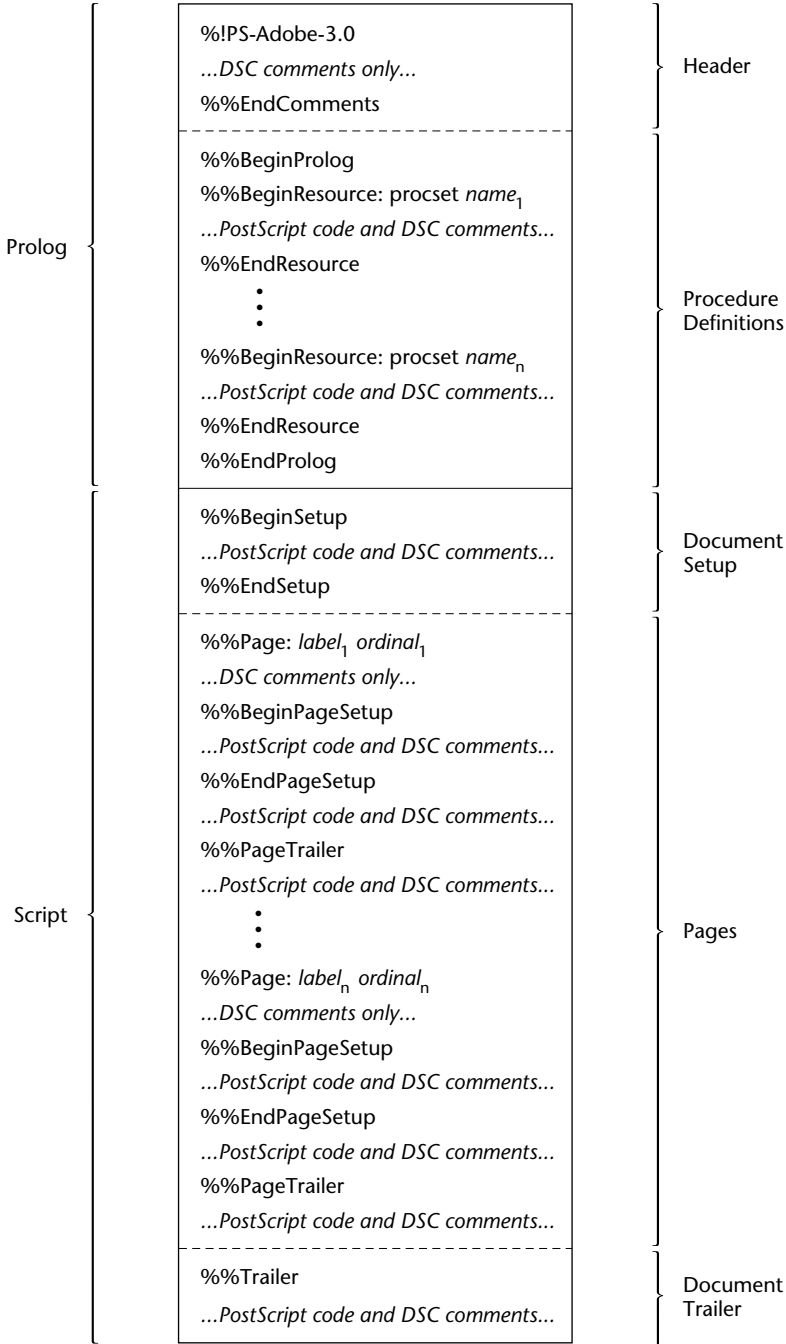 %!PS-Adobe-3.0
...DSC comments only...
%%EndComments
Header
%%BeginProlog
%%BeginResource: procset name1
...PostScript code and DSC comments...
%%EndResource
%%BeginResource: procset namen
...PostScript code and DSC comments...
%%EndResource
%%EndProlog
Prolog
Procedure
Definitions
%%BeginSetup
...PostScript code and DSC comments...
%%EndSetup
Document
Setup
%%Page: label1 ordinal1
...DSC comments only...
%%BeginPageSetup
...PostScript code and DSC comments...
%%EndPageSetup
...PostScript code and DSC comments...
%%PageTrailer
...PostScript code and DSC comments...
%%Page: labeln ordinaln
...DSC comments only...
%%BeginPageSetup
...PostScript code and DSC comments...
%%EndPageSetup
...PostScript code and DSC comments...
%%PageTrailer
...PostScript code and DSC comments...
Script
Pages
%%Trailer
...PostScript code and DSC comments...
Document
Trailer